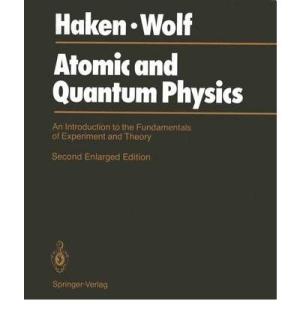 Haken · Wolf
Atomic and
Quantum Physics
An Introduction to the Fundamentals
of Experiment and Theory
Second Enlarged Edition
Springer-Verlag